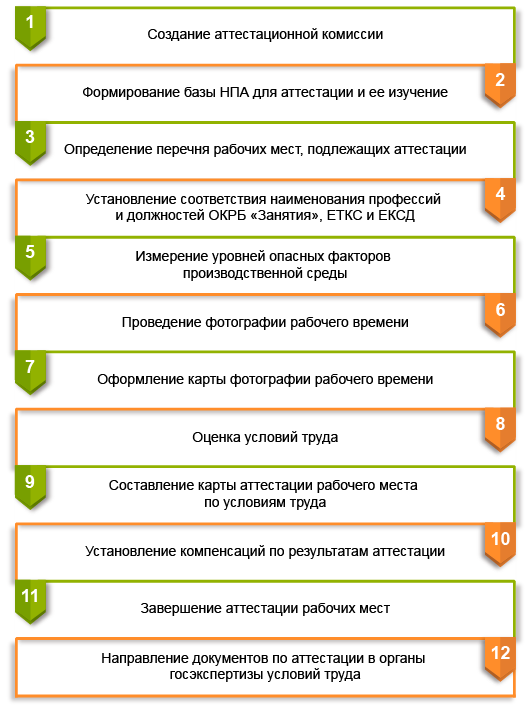 1
Создание аттестационной комиссии
2
Формирование базы НПА для аттестации и ее изучение
3
Определение перечня рабочих мест, подлежащих аттестации
4
Установление соответствия наименования профессий
и должностей ОКРБ «Занятия», ЕТКС и ЕКСД
5
Измерение уровней опасных факторов
производственной среды
6
Проведение фотографии рабочего времени
7
Оформление карты фотографии рабочего времени
8
Оценка условий труда
9
Составление карты аттестации рабочего места
по условиям труда
10
Установление компенсаций по результатам аттестации
11
Завершение аттестации рабочих мест
12
Направление документов по аттестации в органы
госэкспертизы условий труда